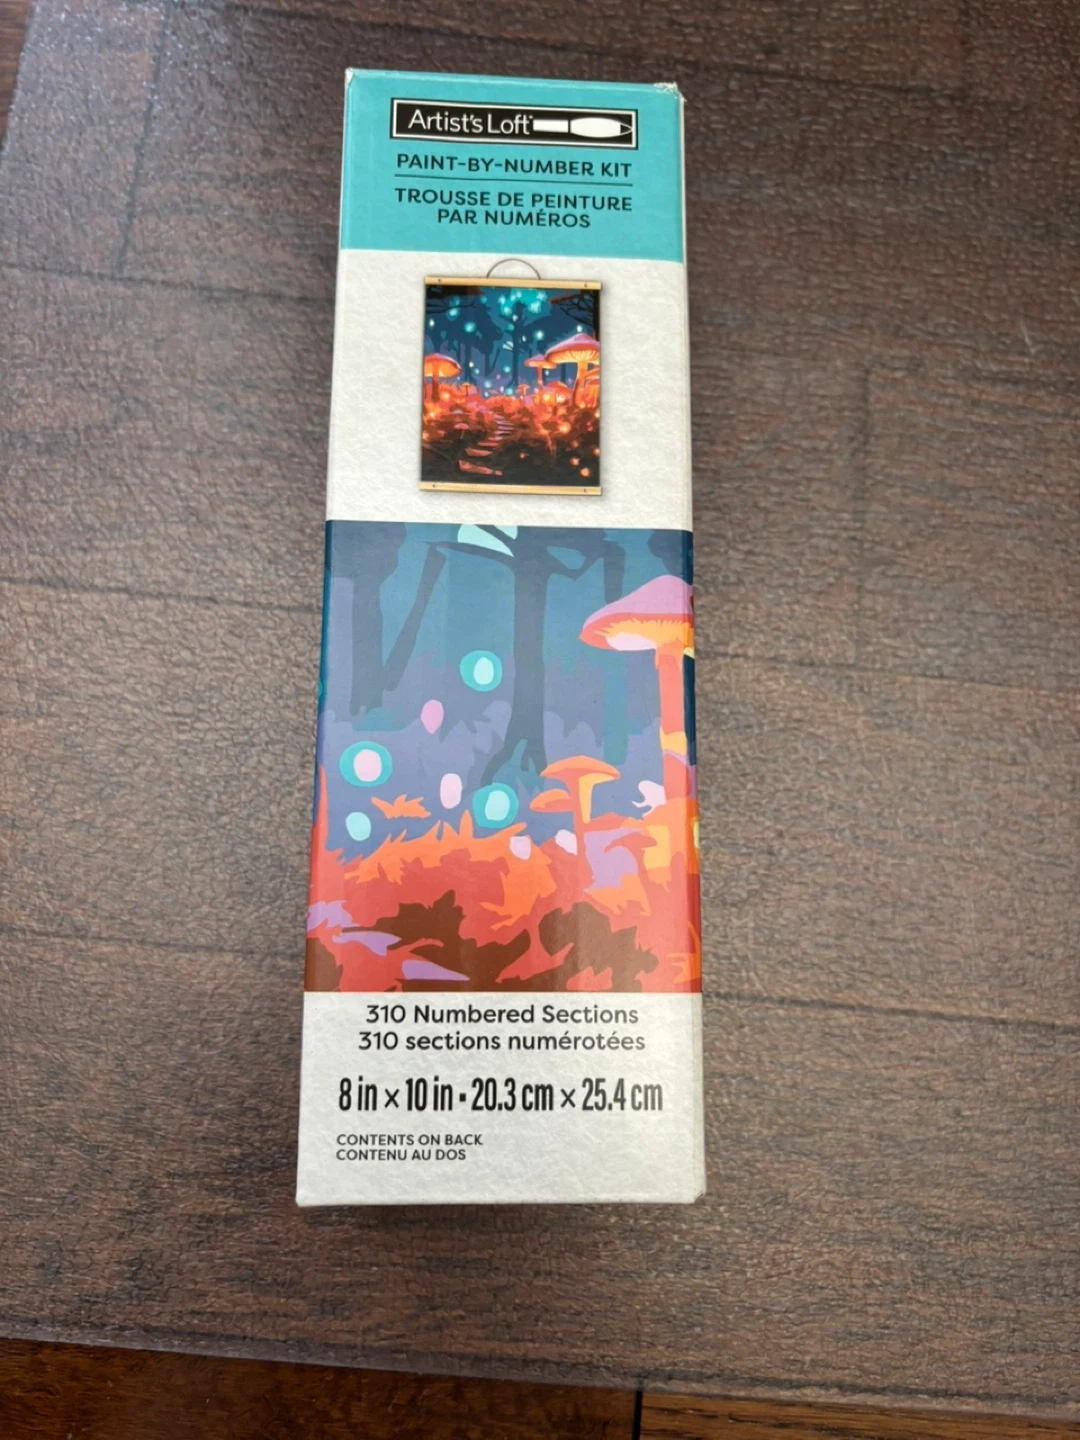 Artist's Loft
PAINT-BY-NUMBER KIT
TROUSSE DE PEINTURE
PAR NUMÉROS
310 Numbered Sections
310 sections numérotées
8 in × 10 in ▪ 20.3 cm × 25.4 cm
CONTENTS ON BACK
CONTENU AU DOS